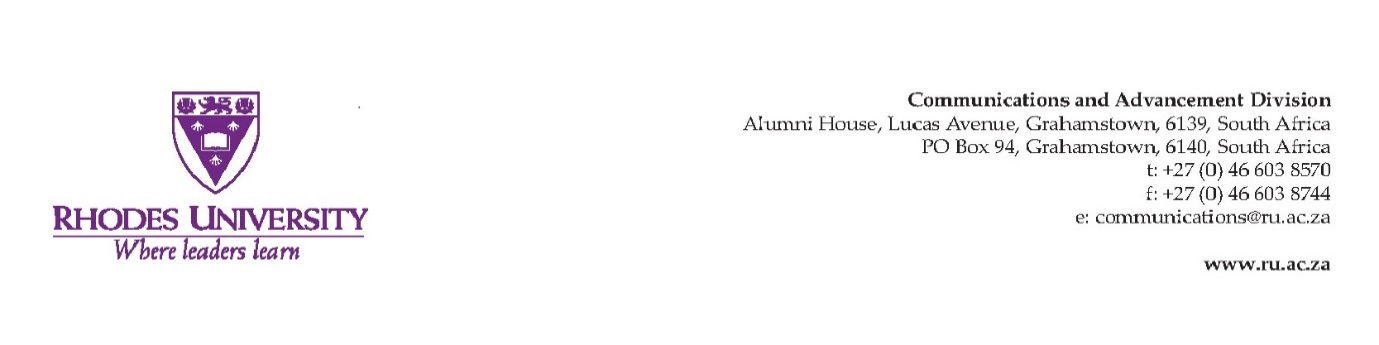 RHODES UNIVERSITY
Where leaders learn
Communications and Advancement Division
Alumni House, Lucas Avenue, Grahamstown, 6139, South Africa
PO Box 94, Grahamstown, 6140, South Africa
t: +27 (0) 46 603 8570
f: +27 (0) 46 603 8744
e: communications@ru.ac.za
www.ru.ac.za